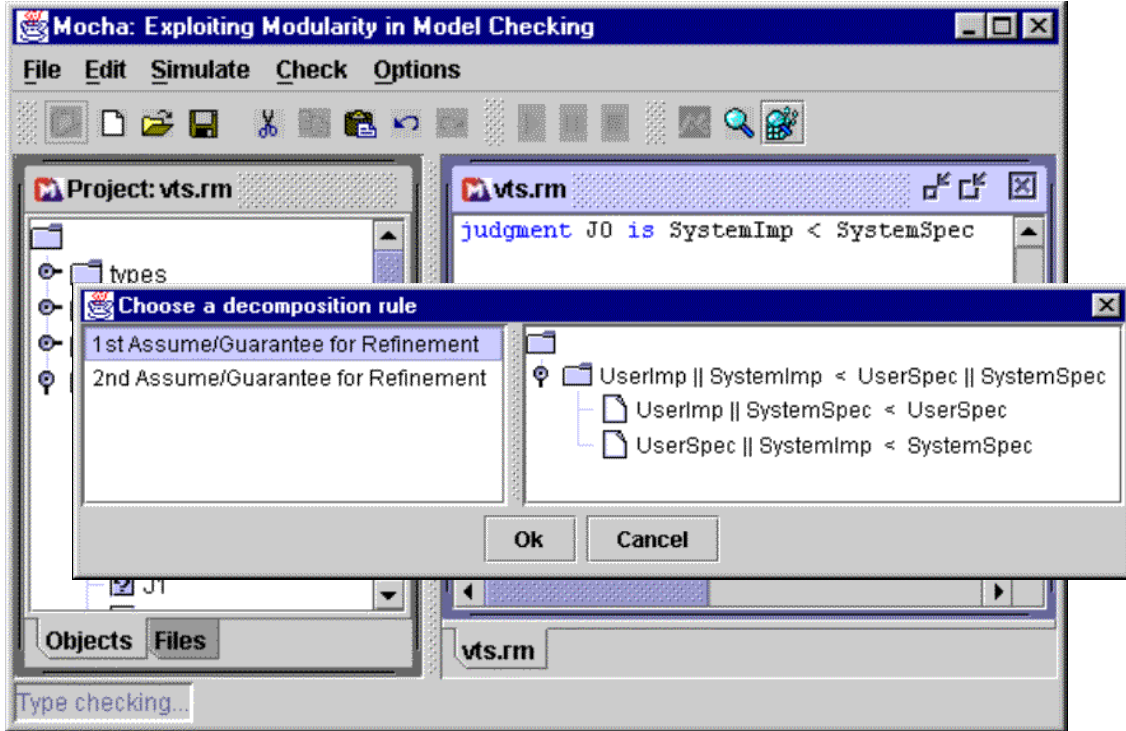 Mocha: Exploiting Modularity in Model Checking
File Edit Simulate Check Options
Project: vts.rm
vts.rm
judgment J0 is SystemImp < SystemSpec
types
Choose a decomposition rule
1st Assume/Guarantee for Refinement
2nd Assume/Guarantee for Refinement
UserImp || SystemImp < UserSpec || SystemSpec
UserImp || SystemSpec < UserSpec
UserSpec || SystemImp < SystemSpec
Ok Cancel
J1
Objects Files
vts.rm
Type checking...